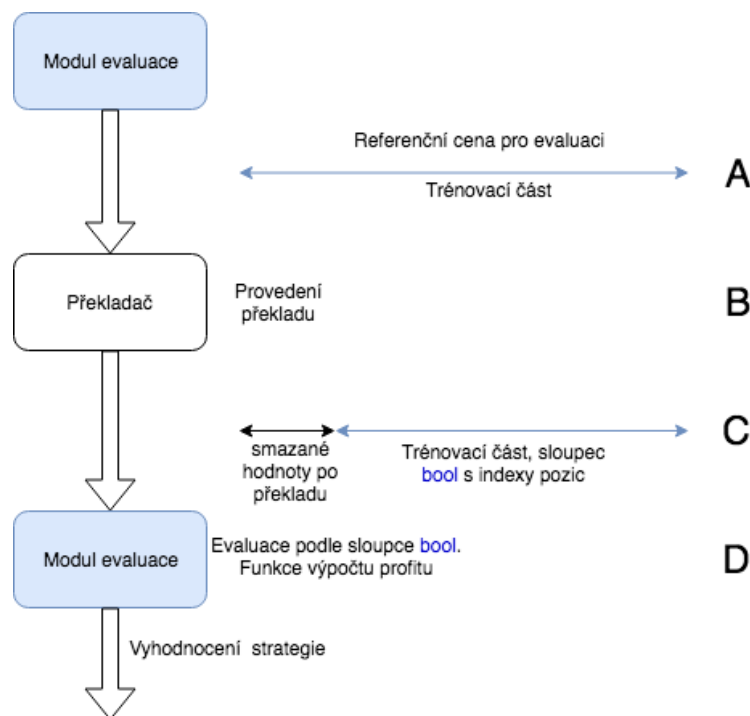 Modul evaluace
Referenční cena pro evaluaci
A
Trénovací část
Překladač
Provedení
překladu
B
smazané
hodnoty po
překladu
Trénovací část, sloupec
bool s indexy pozic
C
Modul evaluace
Evaluace podle sloupce bool.
Funkce výpočtu profitu
D
Vyhodnocení  strategie